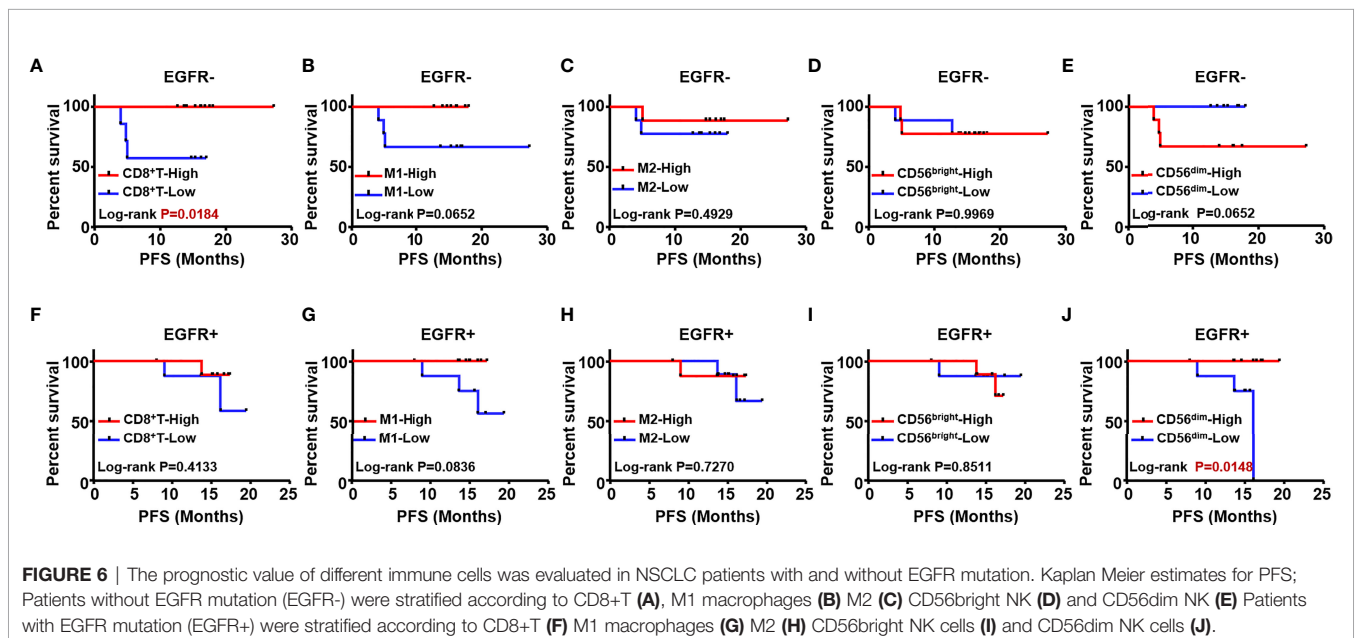 A
EGFR-
Percent survival
100
50
0
CD8+T-High
CD8+T-Low
Log-rank P=0.0184
0 10 20 30
PFS (Months)
B
EGFR-
Percent survival
100
50
0
M1-High
M1-Low
Log-rank P=0.0652
0 10 20 30
PFS (Months)
C
EGFR-
Percent survival
100
50
0
M2-High
M2-Low
Log-rank P=0.4929
0 10 20 30
PFS (Months)
D
EGFR-
Percent survival
100
50
0
CD56bright-High
CD56bright-Low
Log-rank P=0.9969
0 10 20 30
PFS (Months)
E
EGFR-
Percent survival
100
50
0
CD56dim-High
CD56dim-Low
Log-rank P=0.0652
0 10 20 30
PFS (Months)
F
EGFR+
Percent survival
100
50
0
CD8+T-High
CD8+T-Low
Log-rank P=0.4133
0 5 10 15 20 25
PFS (Months)
G
EGFR+
Percent survival
100
50
0
M1-High
M1-Low
Log-rank P=0.0836
0 5 10 15 20 25
PFS (Months)
H
EGFR+
Percent survival
100
50
0
M2-High
M2-Low
Log-rank P=0.7270
0 5 10 15 20 25
PFS (Months)
I
EGFR+
Percent survival
100
50
0
CD56bright-High
CD56bright-Low
Log-rank P=0.8511
0 5 10 15 20 25
PFS (Months)
J
EGFR+
Percent survival
100
50
0
CD56dim-High
CD56dim-Low
Log-rank P=0.0148
0 5 10 15 20 25
PFS (Months)
FIGURE 6 | The prognostic value of different immune cells was evaluated in NSCLC patients with and without EGFR mutation. Kaplan Meier estimates for PFS;
Patients without EGFR mutation (EGFR-) were stratified according to CD8+T (A), M1 macrophages (B) M2 (C) CD56bright NK (D) and CD56dim NK (E) Patients
with EGFR mutation (EGFR+) were stratified according to CD8+T (F) M1 macrophages (G) M2 (H) CD56bright NK cells (I) and CD56dim NK cells (J).